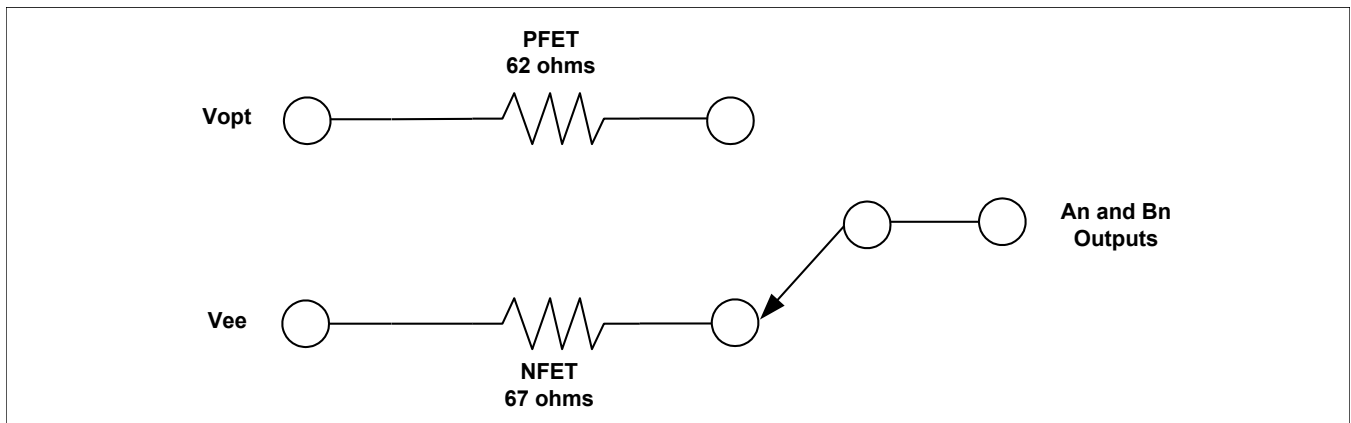 PFET
62 ohms
Vopt
An and Bn
Outputs
Vee
NFET
67 ohms